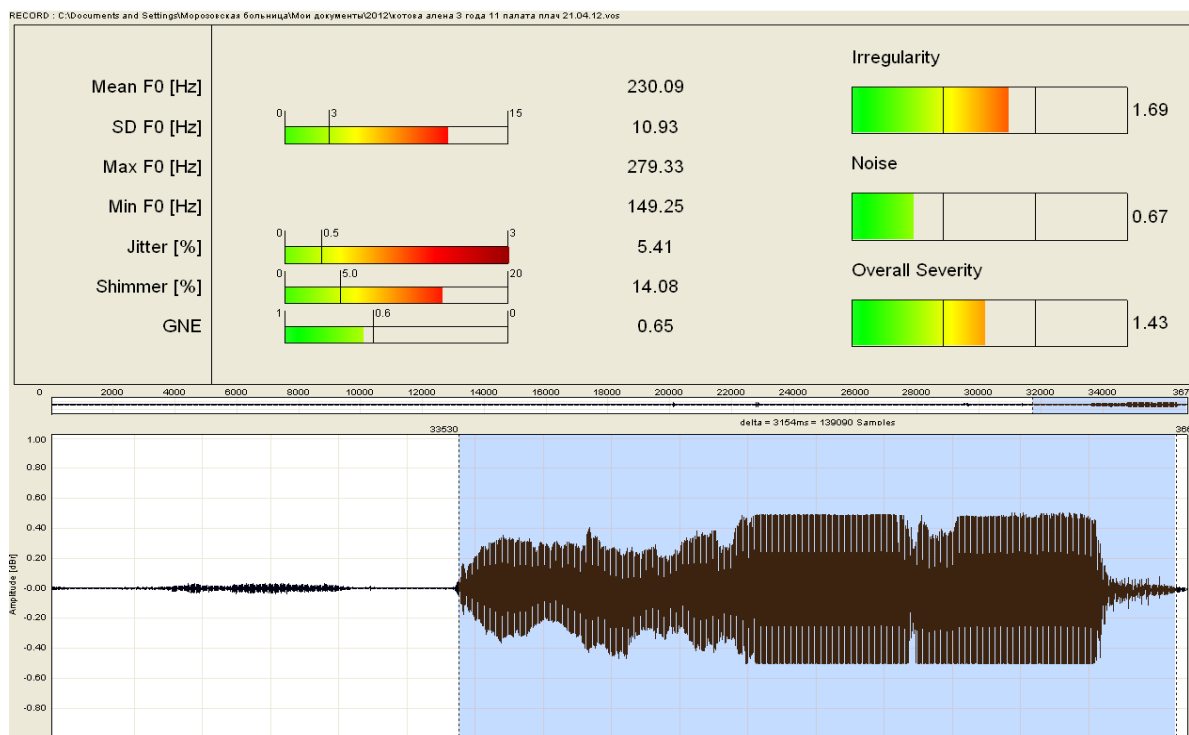 RECORD : C:\Documents and Settings\Морозовская больница\Мои документы\2012\котова алена 3 года 11 палата плач 21.04.12.vos
Irregularity
1.69
Noise
0.67
Overall Severity
1.43
Mean F0 [Hz] 230.09
SD F0 [Hz] 0 3 15 10.93
Max F0 [Hz] 279.33
Min F0 [Hz] 149.25
Jitter [%] 0 0.5 3 5.41
Shimmer [%] 0 5.0 20 14.08
GNE 1 0.6 0 0.65
0 2000 4000 6000 8000 10000 12000 14000 16000 18000 20000 22000 24000 26000 28000 30000 32000 34000 367
33530 delta = 3154ms = 139090 Samples 366
1.00
0.80
0.60
0.40
0.20
-0.00
-0.20
-0.40
-0.60
-0.80
Amplitude [dBr]